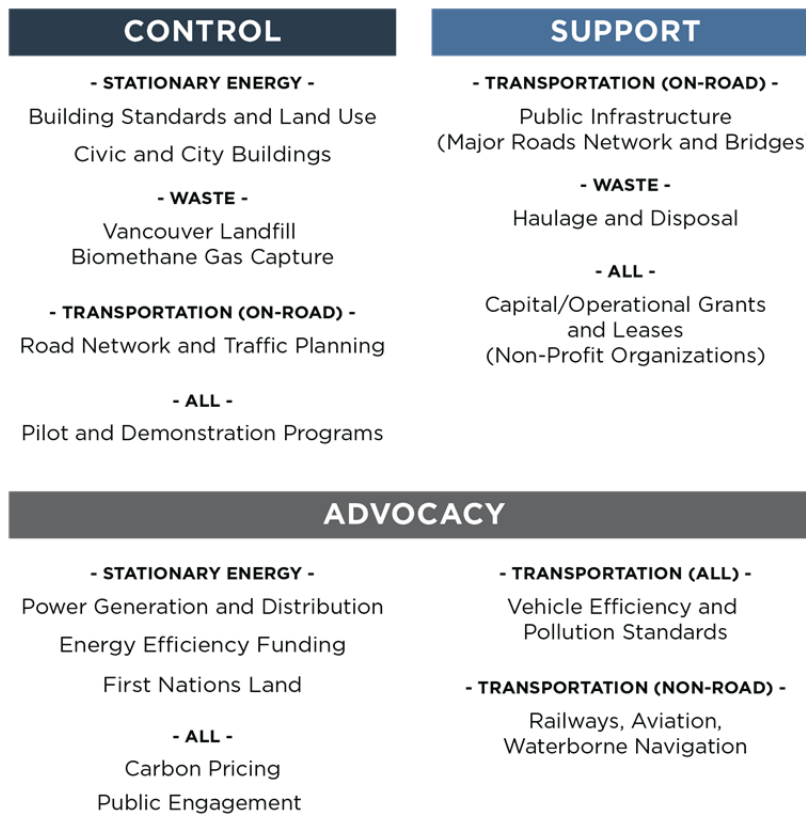 CONTROL
- STATIONARY ENERGY -
Building Standards and Land Use
Civic and City Buildings
- WASTE -
Vancouver Landfill
Biomethane Gas Capture
- TRANSPORTATION (ON-ROAD) -
Road Network and Traffic Planning
- ALL -
Pilot and Demonstration Programs
SUPPORT
- TRANSPORTATION (ON-ROAD) -
Public Infrastructure
(Major Roads Network and Bridges)
- WASTE -
Haulage and Disposal
- ALL -
Capital/Operational Grants
and Leases
(Non-Profit Organizations)
ADVOCACY
- STATIONARY ENERGY -
Power Generation and Distribution
Energy Efficiency Funding
First Nations Land
- ALL -
Carbon Pricing
Public Engagement
- TRANSPORTATION (ALL) -
Vehicle Efficiency and
Pollution Standards
- TRANSPORTATION (NON-ROAD) -
Railways, Aviation,
Waterborne Navigation